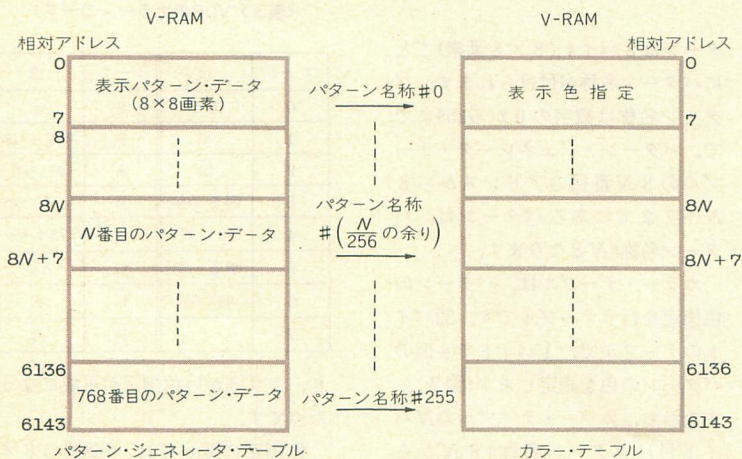 V-RAM
V-RAM
相対アドレス
相対アドレス
0
0
表示パターン・データ
(8×8画素)
パターン名称#0
表示色指定
7
7
8
8N
8N
N番目のパターン・データ
パターン名称
#(N/256の余り)
8N+7
8N+7
6136
6136
768番目のパターン・データ
パターン名称#255
6143
6143
パターン・ジェネレータ・テーブル
カラー・テーブル